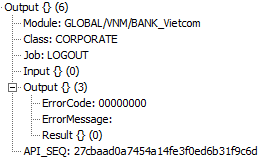 Output {} (6)
Module: GLOBAL/VNM/BANK_Vietcom
Class: CORPORATE
Job: LOGOUT
Input {} (0)
Output {} (3)
ErrorCode: 00000000
ErrorMessage:
Result {} (0)
API_SEQ: 27cbaad0a7454a14fe3f0ed6b31f9c6d